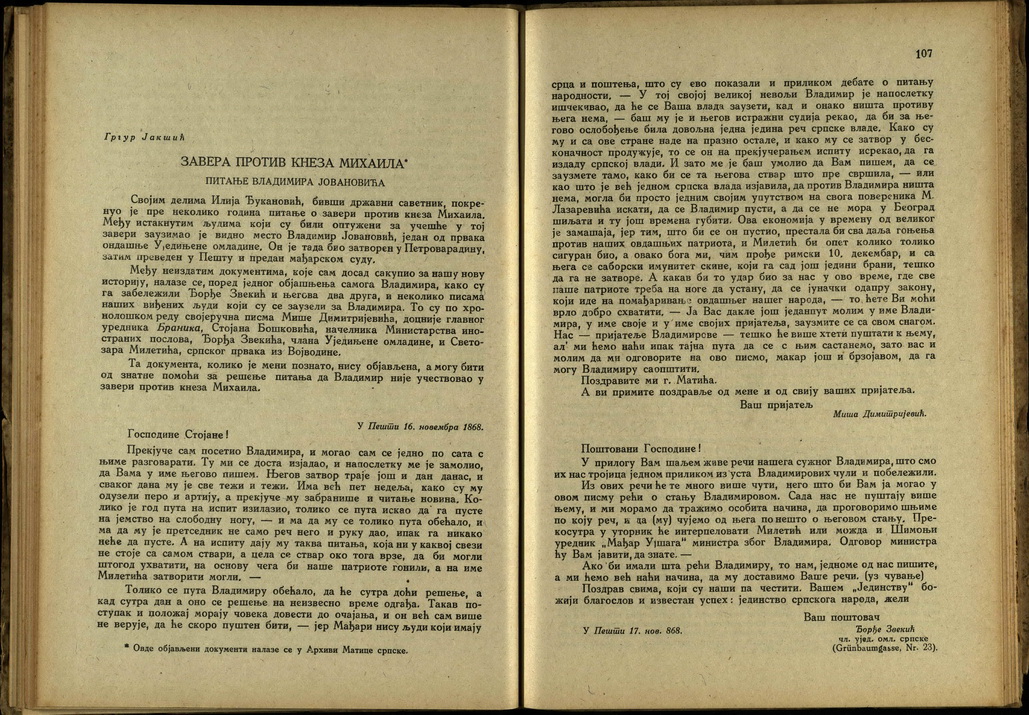 Гргур Јакшић
ЗАВЕРА ПРОТИВ КНЕЗА МИХАИЛА*
ПИТАЊЕ ВЛАДИМИРА ЈОВАНОВИЋА
Својим делима Илија Ђукановић, бивши државни саветник, покре-
нуо је пре неколико година питање о завери против кнеза Михаила.
Међу истакнутим људима који су били оптужени за учешће у тој
завери заузимао је видно место Владимир Јовановић, један од првака
ондашње Уједињене омладине. Он је тада био затворен у Петроварадину,
затим преведен у Пешту и предан мађарском суду.
Међу неиздатим документима, које сам досад сакупио за нашу нову
историју, налазе се, поред једног објашњења самога Владимира, како су
га забележили Ђорђе Звекић и његова два друга, и неколико писама
наших виђених људи који су се заузели за Владимира. То су по хро-
нолошком реду својеручна писма Мише Димитријевића, доцније главног
уредника Браника, Стојана Бошковића, начелника Министарства ино-
страних послова, Ђорђа Звекића, члана Уједињене омладине, и Свето-
зара Милетића, српског првака из Војводине.
Та документа, колико је мени познато, нису објављена, а могу бити
од знатне помоћи за решење питања да Владимир није учествовао у
завери против кнеза Михаила.
У Пешти 16. новембра 1868.
Господине Стојане!
Прекјуче сам посетио Владимира, и могао сам се једно по сата с
њиме разговарати. Ту ми се доста изјадао, и напослетку ме је замолио,
да Вама у име његово пишем. Његов затвор траје још и дан данас, и
сваког дана му је све тежи и тежи. Има већ пет недеља, како су му
одузели перо и артију, а прекјуче му забранише и читање новина. Ко-
лико је год пута на испит изилазио, толико се пута искао да га пусте
на јемство на слободну ногу, — и ма да му се толико пута обећало, и
ма да му је претседник не само реч него и руку дао, ипак га никако
неће да пусте. А на испиту дају му таква питања, која ни у каквој свези
не стоје са самом ствари, а цела се ствар око тога врзе, да би могли
штогод ухватити, на основу чега би наше патриоте гонили, а на име
Милетића затворити могли. —
Толико се пута Владимиру обећало, да ће сутра доћи решење, а
кад сутра дан а оно се решење на неизвесно време одгађа. Такав по-
ступак и положај морају човека довести до очајања, и он већ сам више
не верује, да ће скоро пуштен бити, — јер Мађари нису људи који имају
* Овде објављени документи налазе се у Архиви Матице српске.
107
срца и поштења, што су ево показали и приликом дебате о питању
народности. — У тој својој великој невољи Владимир је напослетку
ишчекивао, да ће се Ваша влада заузети, кад и онако ништа противу
њега нема, — баш му је и његов истражни судија рекао, да би за ње-
гово ослобођење била довољна једна једина реч српске владе. Како су
му и са ове стране наде на празно остале, и како му се затвор у бес-
коначност продужује, то се он на прекјучерањем испиту исрекао, да га
издаду српској влади. И зато ме је баш умолио да Вам пишем, да се
заузмете тамо, како би се та његова ствар што пре свршила, — или
као што је већ једном српска влада изјавила, да против Владимира ништа
нема, могла би просто једним својим упутством на свога повереника М.
Лазаревића искати, да се Владимир пусти, а да се не мора у Београд
шиљати и ту још времена губити. Ова економија у времену од великог
је замашаја, јер тим, што би се он пустио, престала би сва даља гоњења
против наших овдашњих патриота, и Милетић би опет колико толико
сигуран био, а овако бога ми, чим прође римски 10. децембар, и са
њега се саборски имунитет скине, који га сад још једини брани, тешко
да га не затворе. А каков би то удар био за нас у ово време, где све
наше патриоте треба на ноге да устану, да се јуначки одапру закону,
који иде на помађаривање овдашњег нашег народа, — то ћете Ви моћи
врло добро схватити. — Ја Вас дакле још једанпут молим у име Влади-
мира, у име своје и у име својих пријатеља, заузмите се са свом снагом.
Нас — пријатеље Владимирове — тешко ће више хтети пуштати к њему,
ал' ми ћемо наћи ипак тајна пута да се с њим састанемо, зато вас и
молим да ми одговорите на ово писмо, макар још и брзојавом, да га
могу Владимиру саопштити.
Поздравите ми г. Матића.
А ви примите поздравље од мене и од свију ваших пријатеља.
Ваш пријатељ
Миша Димитријевић.
Поштовани Господине!
У прилогу Вам шаљем живе речи нашега сужног Владимира, што смо
их нас тројица једном приликом из уста Владимирових чули и побележили.
Из ових речи ће те много више чути, него што би Вам ја могао у
овом писму рећи о стању Владимировом. Сада нас не пуштају више
њему, и ми морамо да тражимо особита начина, да проговоримо шњиме
по коју реч, и да (му) чујемо од њега по нешто о његовом стању. Пре-
косутра у уторник ће интерпеловати Милетић или можда и Шимоњи
уредник „Мађар Ујшага" министра због Владимира. Одговор министра
ћу Вам јавити, да знате. —
Ако би имали шта рећи Владимиру, то нам, једноме од нас пишите,
а ми ћемо већ наћи начина, да му доставимо Ваше речи. (уз чување)
Поздрав свима, који су наши па честити. Вашем „Јединству" бо-
жији благослов и известан успех: јединство српскога народа, жели
Ваш поштовач
У Пешти 17. нов. 868.
Ђорђе Звекић
чл. ујед. омл. српске
(Grünbaumgasse, Nr. 23).